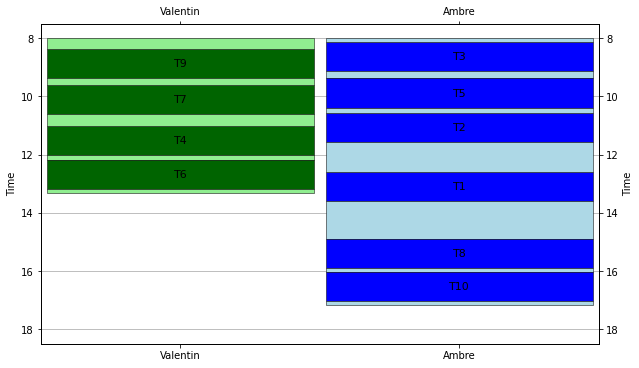 Valentin Ambre
8 8
T3
T9
10 T5 10
T7
T2
T4
12 12
T6
T1
Time Time
14 14
T8
16 16
T10
18 18
Valentin Ambre